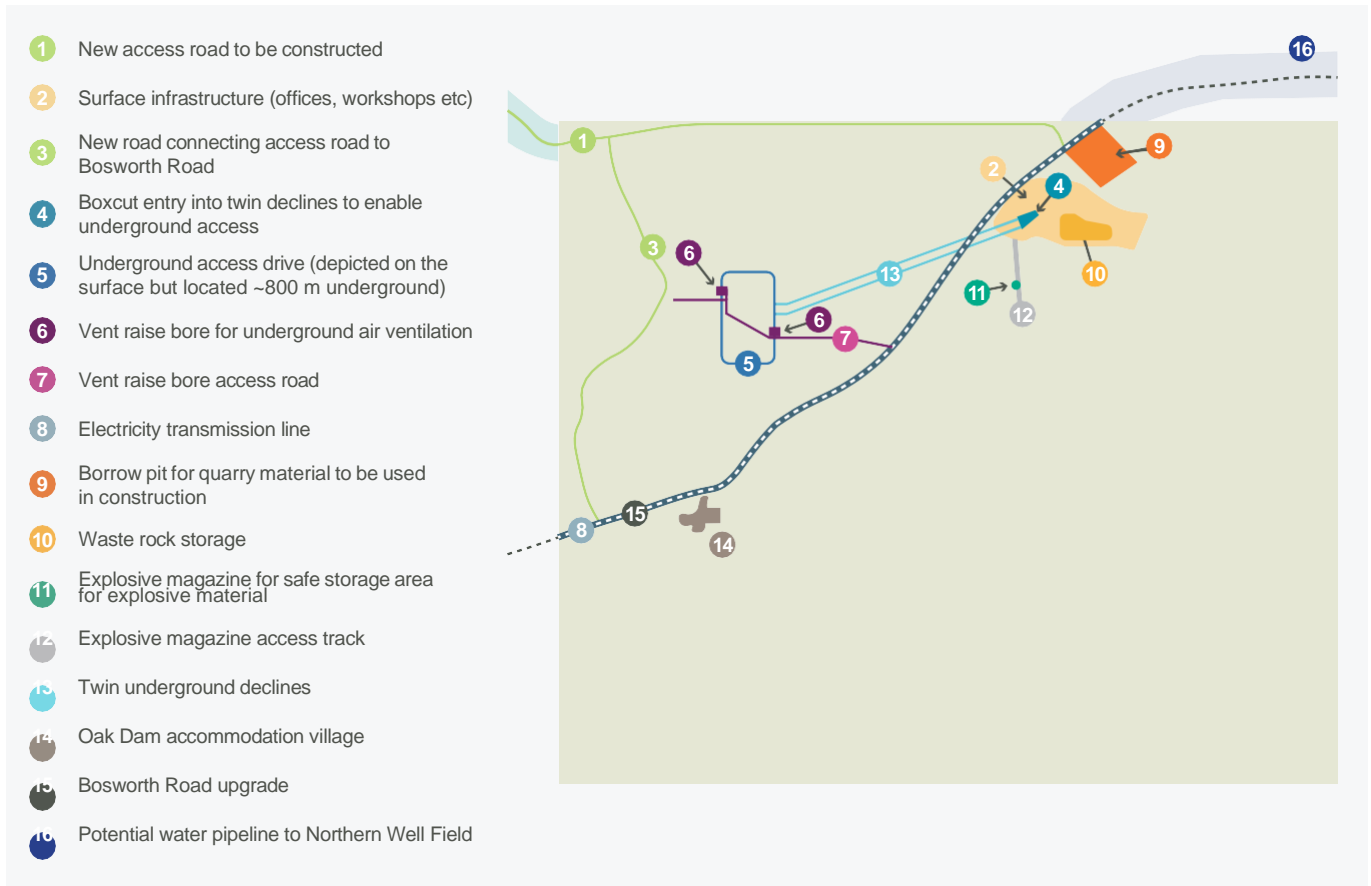 1 New access road to be constructed
2 Surface infrastructure (offices, workshops etc)
3 New road connecting access road to
Bosworth Road
4 Boxcut entry into twin declines to enable
underground access
5 Underground access drive (depicted on the
surface but located ~800 m underground)
6 Vent raise bore for underground air ventilation
7 Vent raise bore access road
8 Electricity transmission line
9 Borrow pit for quarry material to be used
in construction
10 Waste rock storage
11 Explosive magazine for safe storage area
for explosive material
12 Explosive magazine access track
13 Twin underground declines
14 Oak Dam accommodation village
15 Bosworth Road upgrade
16 Potential water pipeline to Northern Well Field
16
1
9
2
4
3
6
13
10
11
12
6
7
5
15
8
14